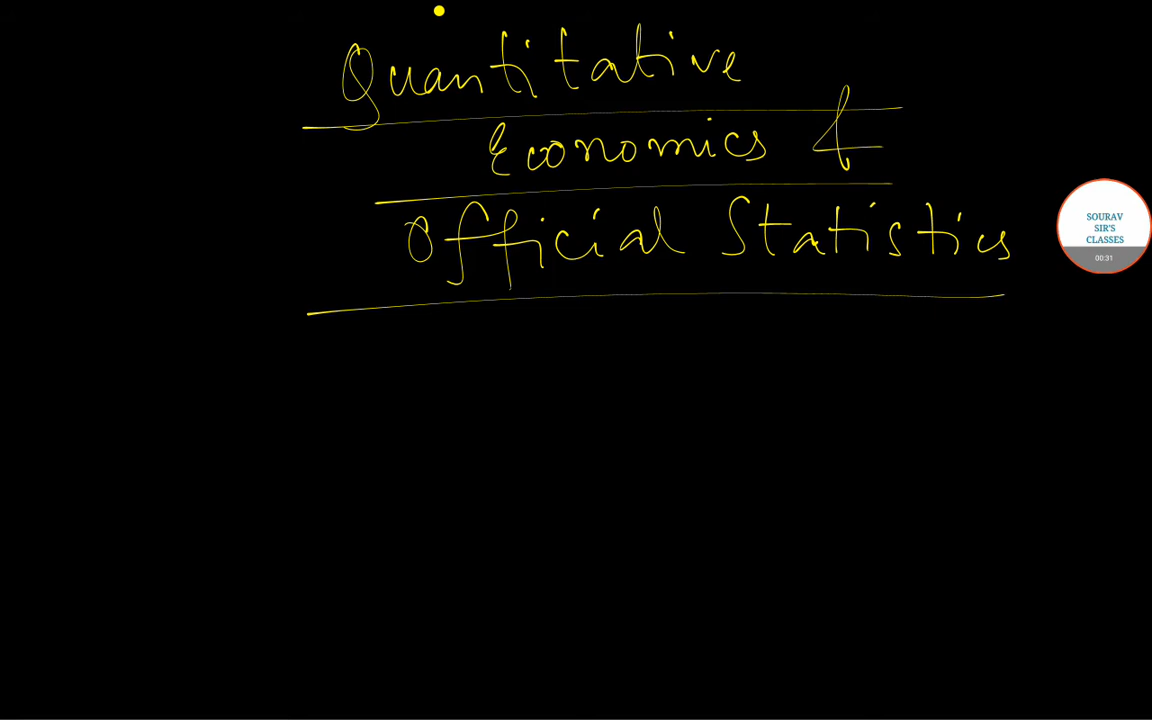 Quantitative
Economics &
Official Statistics
SOURAV
SIR'S
CLASSES
00:31